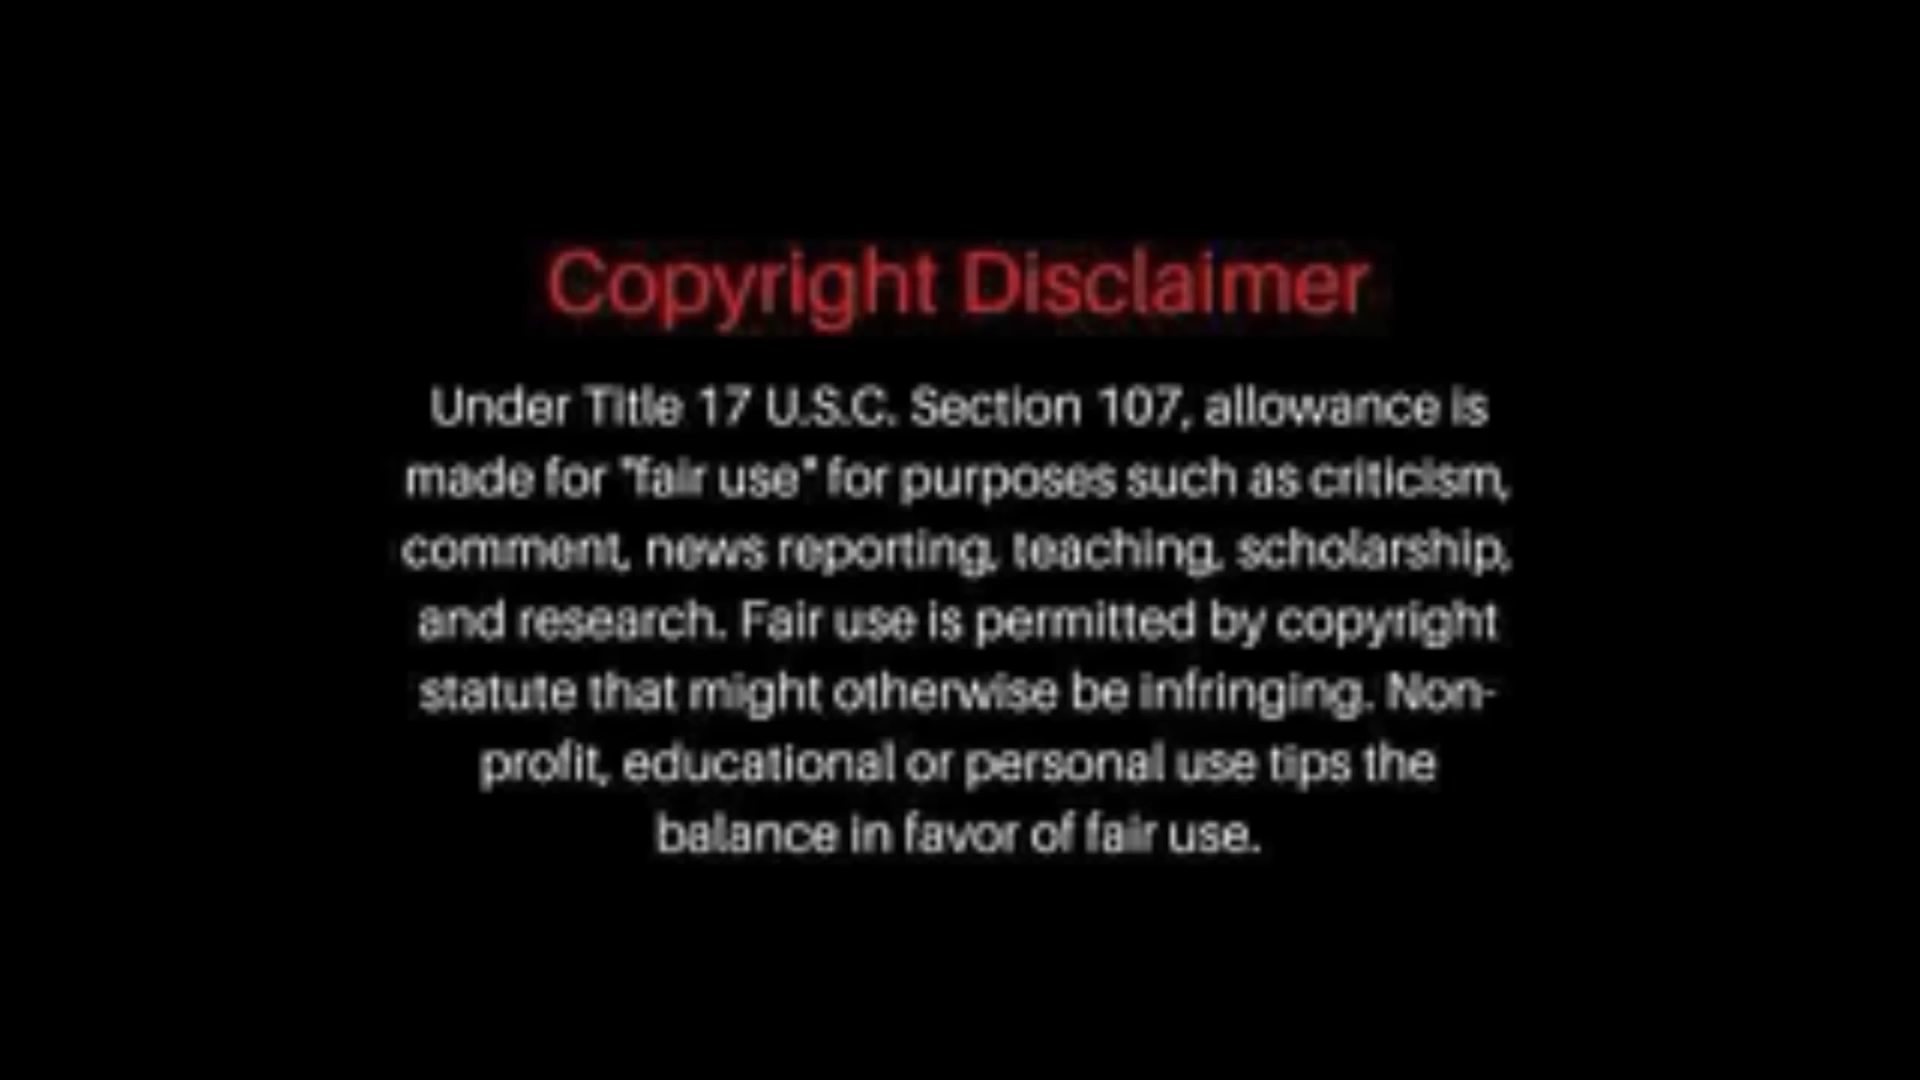 Copyright Disclaimer
Under Title 17 U.S.C. Section 107, allowance is
made for "fair use" for purposes such as criticism,
comment, news reporting, teaching, scholarship,
and research. Fair use is permitted by copyright
statute that might otherwise be infringing. Non-
profit, educational or personal use tips the
balance in favor of fair use.